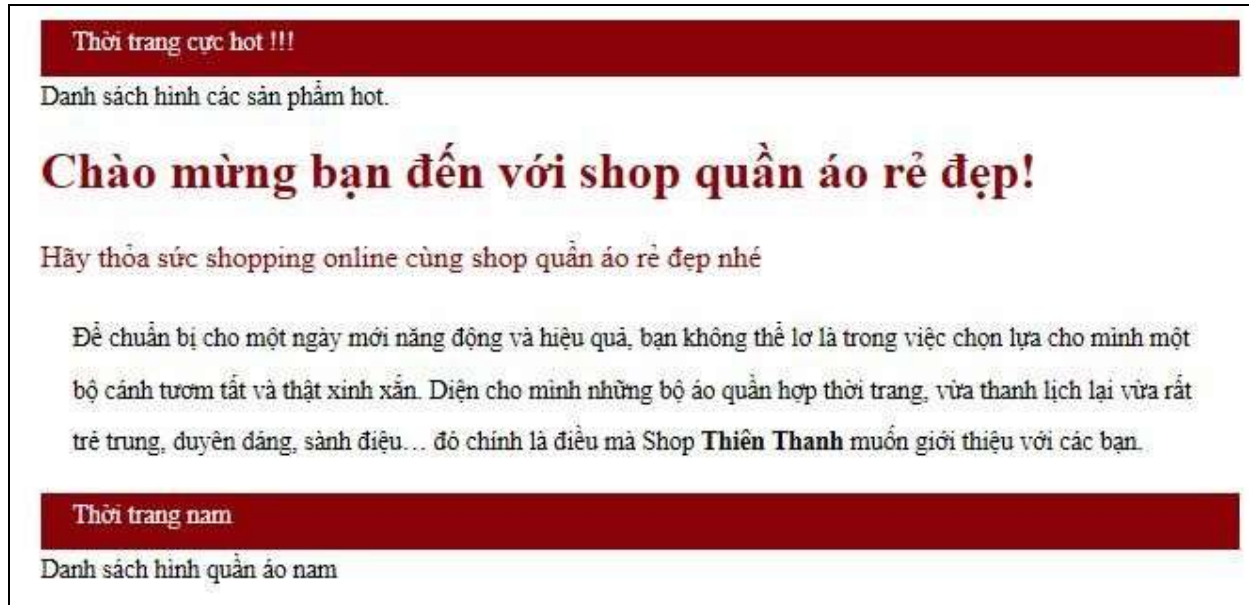 Thời trang cực hot !!!
Danh sách hình các sản phẩm hot.
Chào mừng bạn đến với shop quần áo rẻ đẹp!
Hãy thỏa sức shopping online cùng shop quần áo rẻ đẹp nhé
Để chuẩn bị cho một ngày mới năng động và hiệu quả, bạn không thể lơ là trong việc chọn lựa cho mình một
bộ cánh tươm tất và thật xinh xắn. Diện cho mình những bộ áo quần hợp thời trang, vừa thanh lịch lại vừa rất
trẻ trung, duyên dáng, sành điệu… đó chính là điều mà Shop Thiên Thanh muốn giới thiệu với các bạn.
Thời trang nam
Danh sách hình quần áo nam